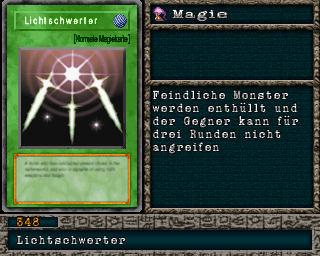 Lichtschwerter
[Normale Magiekarte]
Magie
Feindliche Monster
werden enthüllt und
der Gegner kann für
drei Runden nicht
angreifen
348
Lichtschwerter